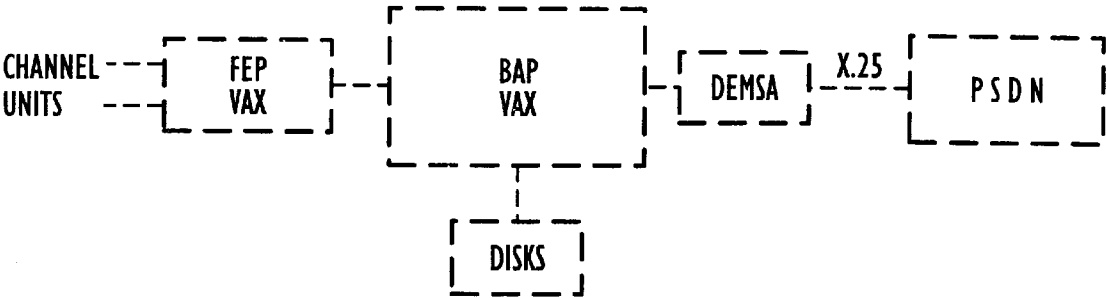 CHANNEL
UNITS
FEP
VAX
BAP
VAX
DEMSA
X.25
PSDN
DISKS